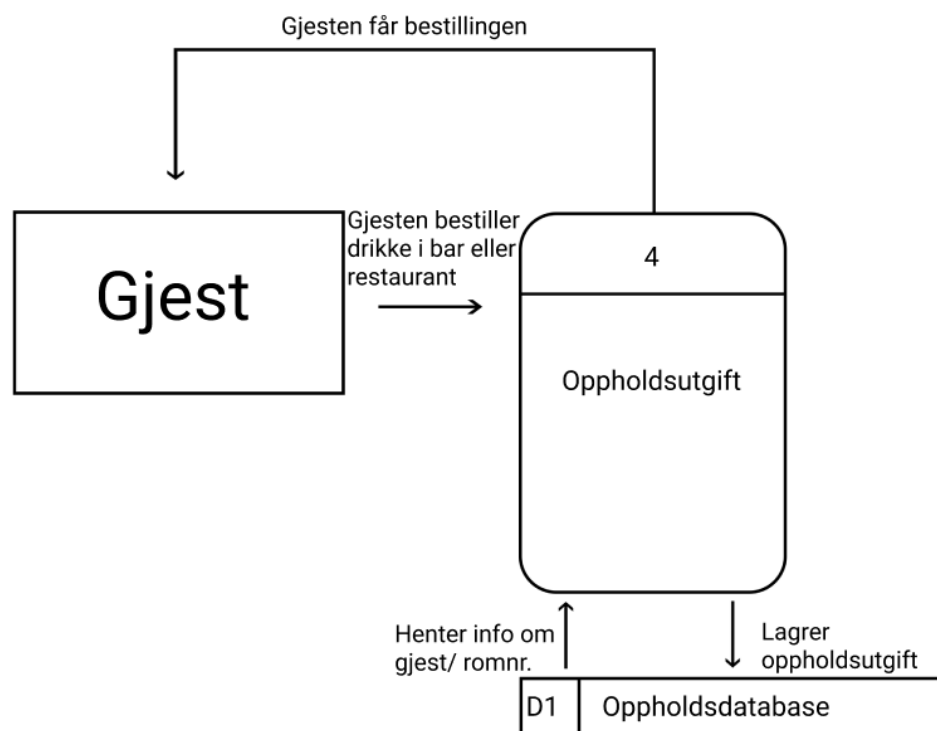 Gjesten får bestillingen
Gjest
Gjesten bestiller
drikke i bar eller
restaurant
4
Oppholdsutgift
Henter info om
gjest/ romnr.
Lagrer
oppholdsutgift
D1
Oppholdsdatabase